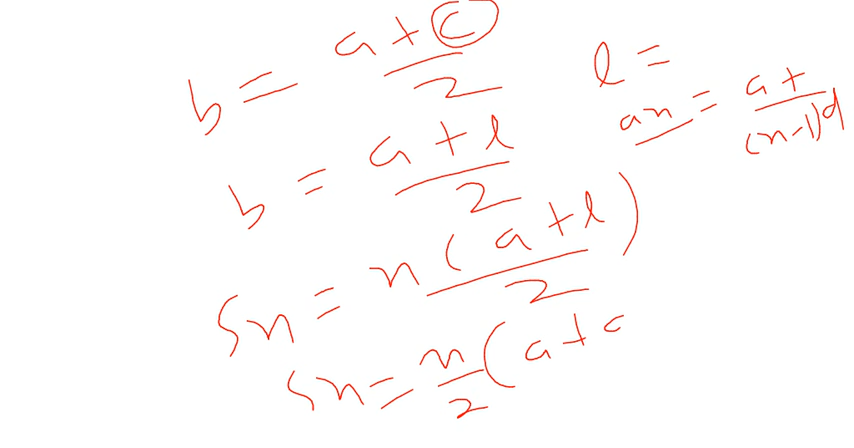 b = a + c / 2
l =
an = a + (n-1)d
b = a + l / 2
Sn = n ( a + l ) / 2
Sn = n/2 ( a + a